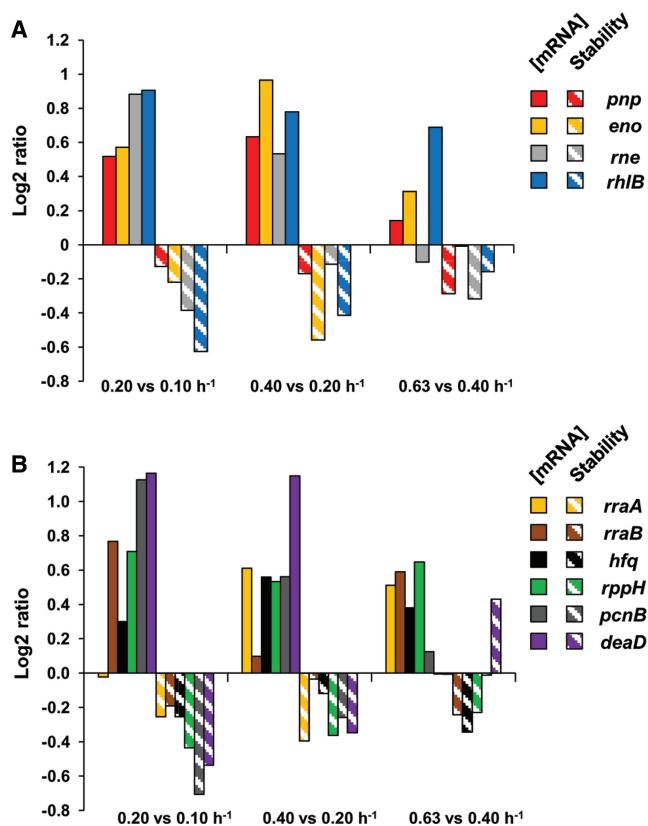 A
[mRNA] Stability
pnp
eno
rne
rhlB
Log2 ratio
1.2
1
0.8
0.6
0.4
0.2
0
-0.2
-0.4
-0.6
-0.8
0.20 vs 0.10 h-1 0.40 vs 0.20 h-1 0.63 vs 0.40 h-1
B
[mRNA] Stability
rraA
rraB
hfq
rppH
pcnB
deaD
Log2 ratio
1.2
1.0
0.8
0.6
0.4
0.2
0.0
-0.2
-0.4
-0.6
-0.8
0.20 vs 0.10 h-1 0.40 vs 0.20 h-1 0.63 vs 0.40 h-1